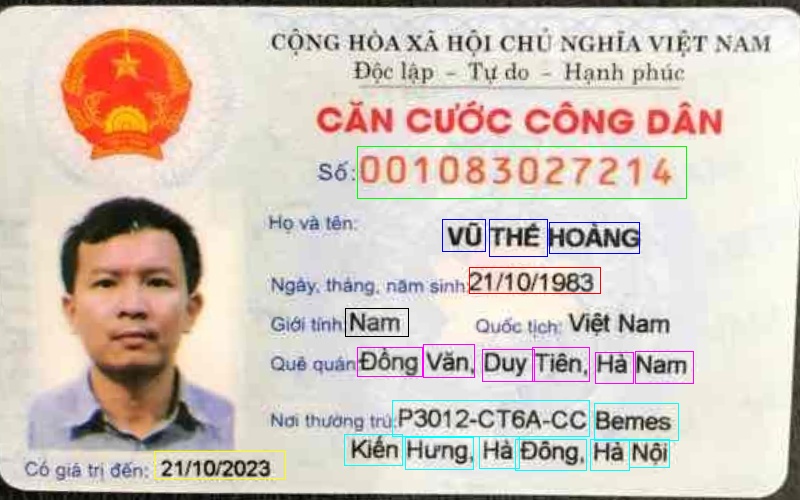 CỘNG HÒA XÃ HỘI CHỦ NGHĨA VIỆT NAM
Độc lập - Tự do - Hạnh phúc
CĂN CƯỚC CÔNG DÂN
Số: 001083027214
Họ và tên:
VŨ THẾ HOÀNG
Ngày, tháng, năm sinh: 21/10/1983
Giới tính: Nam Quốc tịch: Việt Nam
Quê quán: Đồng Văn, Duy Tiên, Hà Nam
Nơi thường trú: P3012-CT6A-CC Bemes
Kiến Hưng, Hà Đông, Hà Nội
Có giá trị đến: 21/10/2023